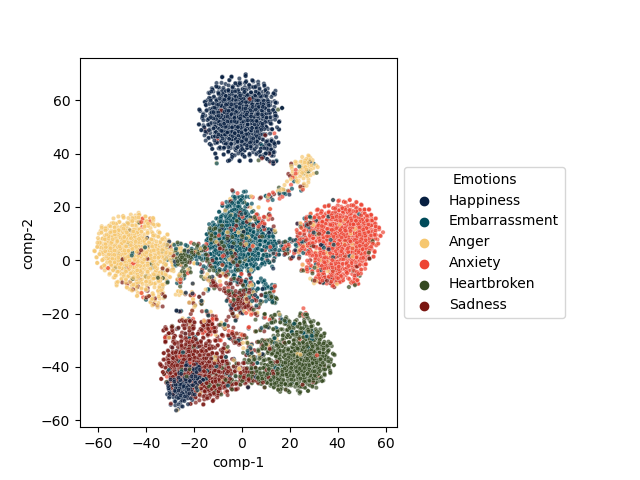 60
40
20
0
−20
−40
−60
comp-2
−60 −40 −20 0 20 40 60
comp-1
Emotions
Happiness
Embarrassment
Anger
Anxiety
Heartbroken
Sadness